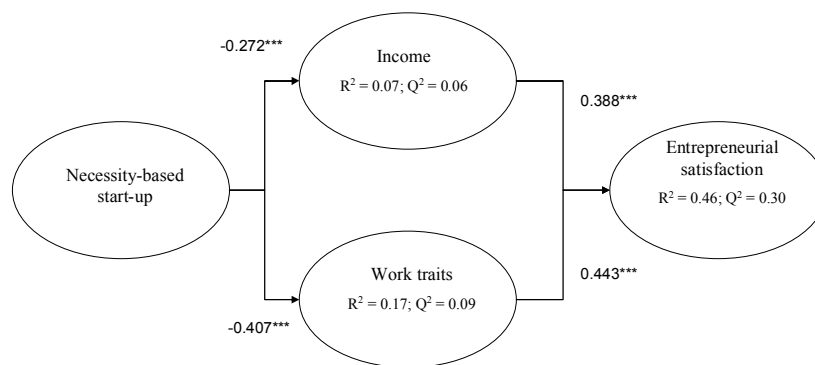 -0.272***
Income
R² = 0.07; Q² = 0.06
0.388***
Necessity-based
start-up
Entrepreneurial
satisfaction
R² = 0.46; Q² = 0.30
Work traits
R² = 0.17; Q² = 0.09
0.443***
-0.407***